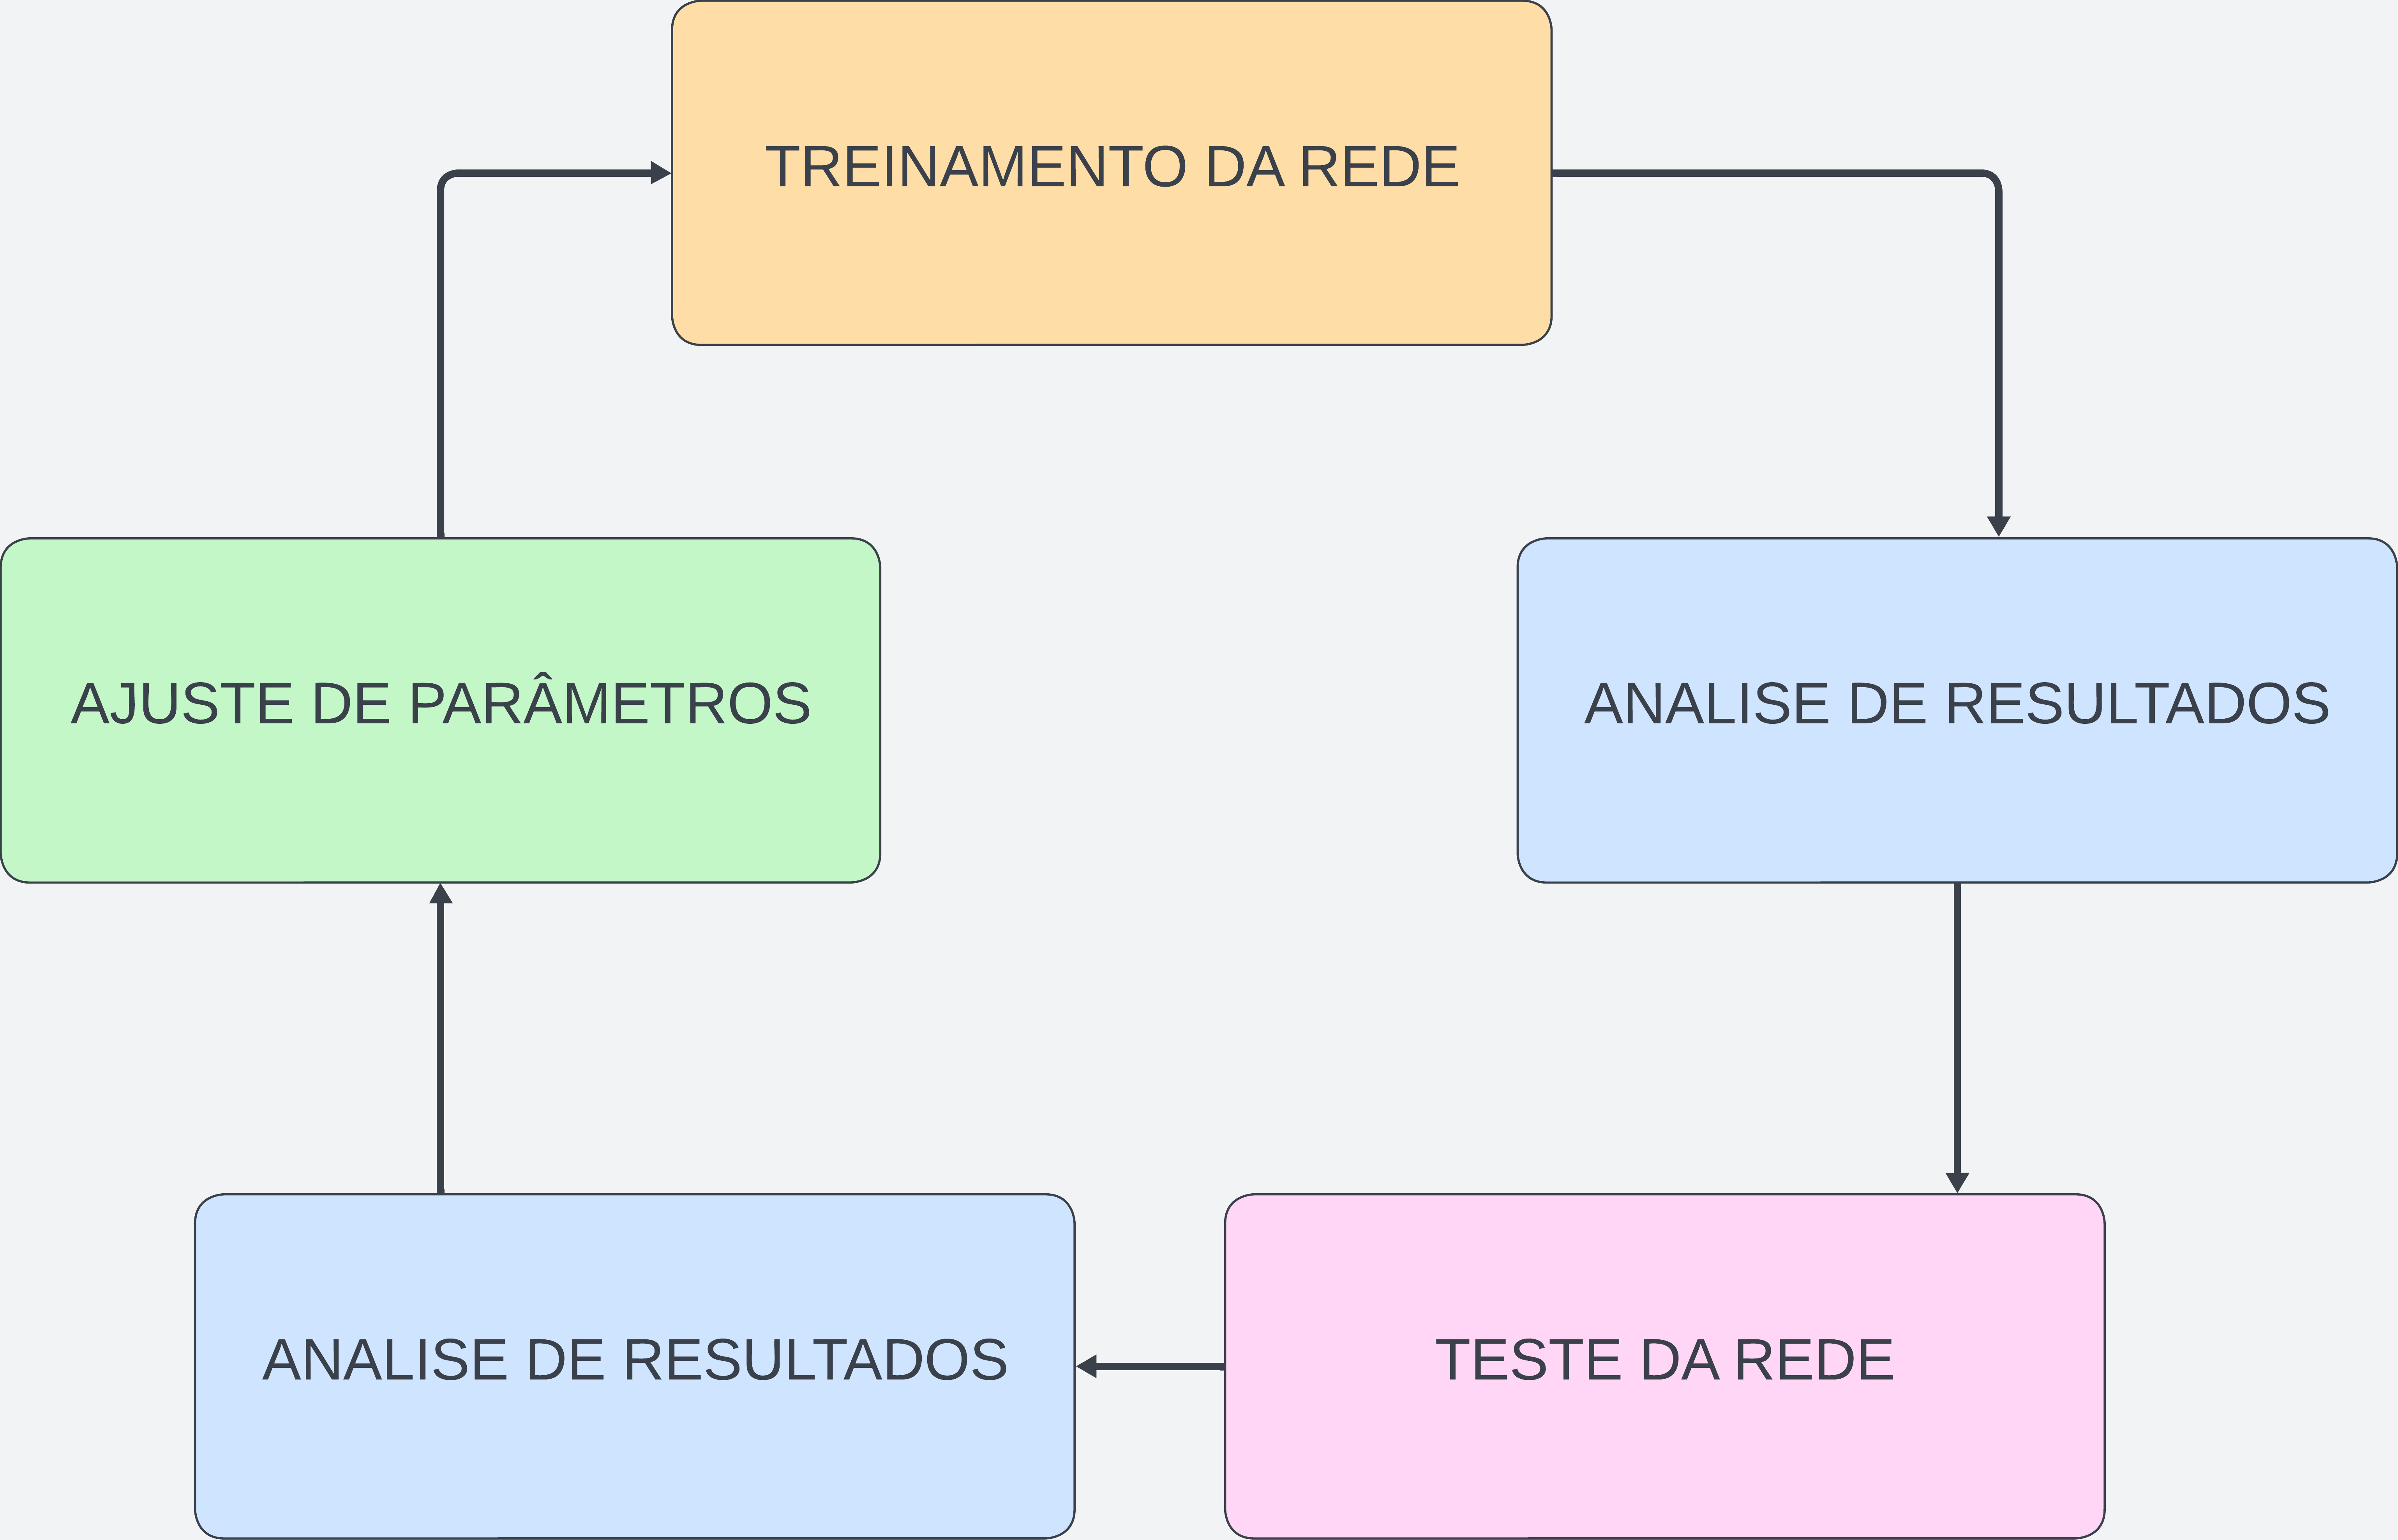 TREINAMENTO DA REDE
AJUSTE DE PARÂMETROS
ANALISE DE RESULTADOS
ANALISE DE RESULTADOS
TESTE DA REDE